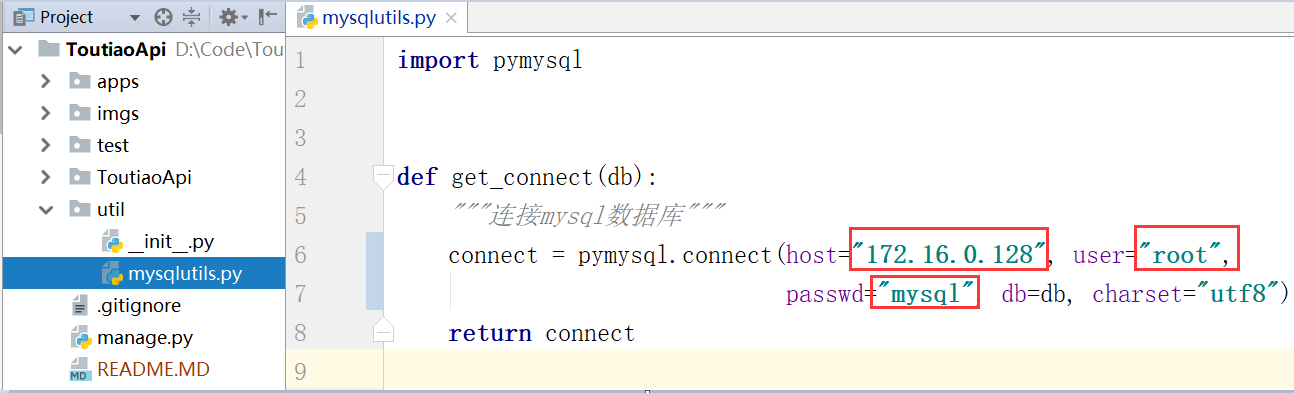 Project
mysqlutils.py
ToutiaoApi D:\Code\Tou
apps
imgs
test
ToutiaoApi
util
__init__.py
mysqlutils.py
.gitignore
manage.py
MD README.MD
1 import pymysql
2
3
4 def get_connect(db):
5 """连接mysql数据库"""
6 connect = pymysql.connect(host="172.16.0.128", user="root",
7 passwd="mysql" db=db, charset="utf8")
8 return connect
9